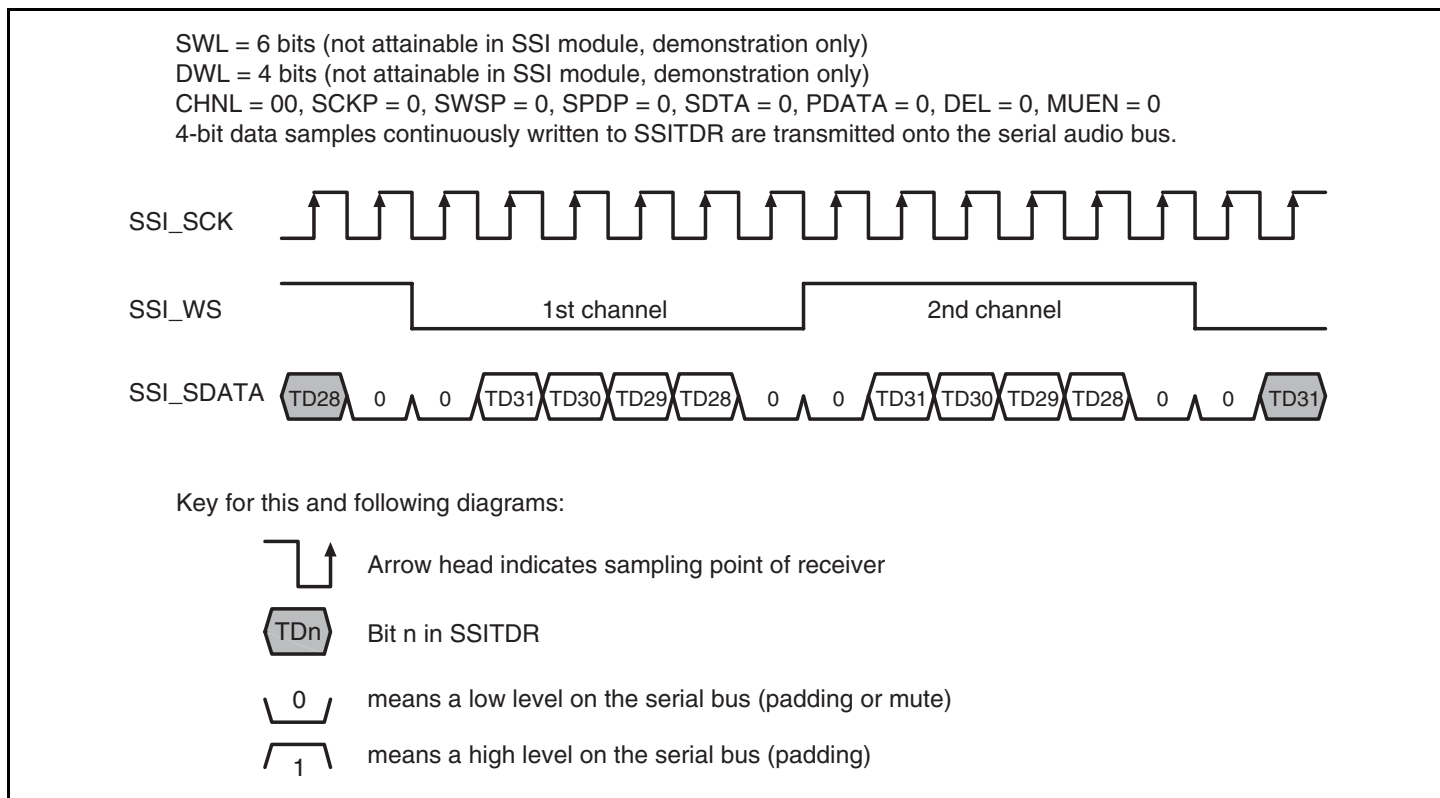 SWL = 6 bits (not attainable in SSI module, demonstration only)
DWL = 4 bits (not attainable in SSI module, demonstration only)
CHNL = 00, SCKP = 0, SWSP = 0, SPDP = 0, SDTA = 0, PDATA = 0, DEL = 0, MUEN = 0
4-bit data samples continuously written to SSITDR are transmitted onto the serial audio bus.
SSI_SCK
SSI_WS 1st channel 2nd channel
SSI_SDATA TD28 0 0 TD31 TD30 TD29 TD28 0 0 TD31 TD30 TD29 TD28 0 0 TD31
Key for this and following diagrams:
Arrow head indicates sampling point of receiver
TDn Bit n in SSITDR
0 means a low level on the serial bus (padding or mute)
1 means a high level on the serial bus (padding)